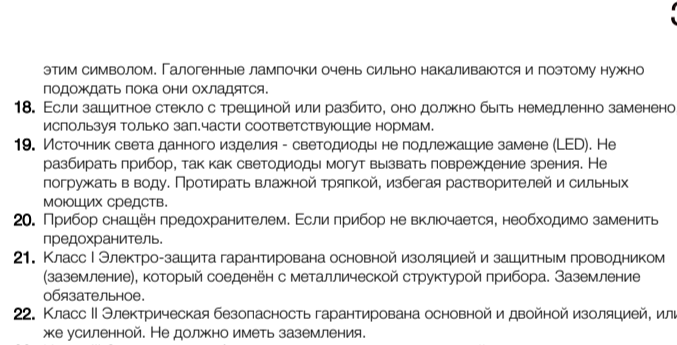 этим символом. Галогенные лампочки очень сильно накаливаются и поэтому нужно
подождать пока они охладятся.
18. Если защитное стекло с трещиной или разбито, оно должно быть немедленно заменено
используя только зап.части соответствующие нормам.
19. Источник света данного изделия - светодиоды не подлежащие замене (LED). Не
разбирать прибор, так как светодиоды могут вызвать повреждение зрения. Не
погружать в воду. Протирать влажной тряпкой, избегая растворителей и сильных
моющих средств.
20. Прибор снащён предохранителем. Если прибор не включается, необходимо заменить
предохранитель.
21. Класс I Электро-защита гарантирована основной изоляцией и защитным проводником
(заземление), который соеденён с металлической структурой прибора. Заземление
обязательное.
22. Класс II Электрическая безопасность гарантирована основной и двойной изоляцией, или
же усиленной. Не должно иметь заземления.